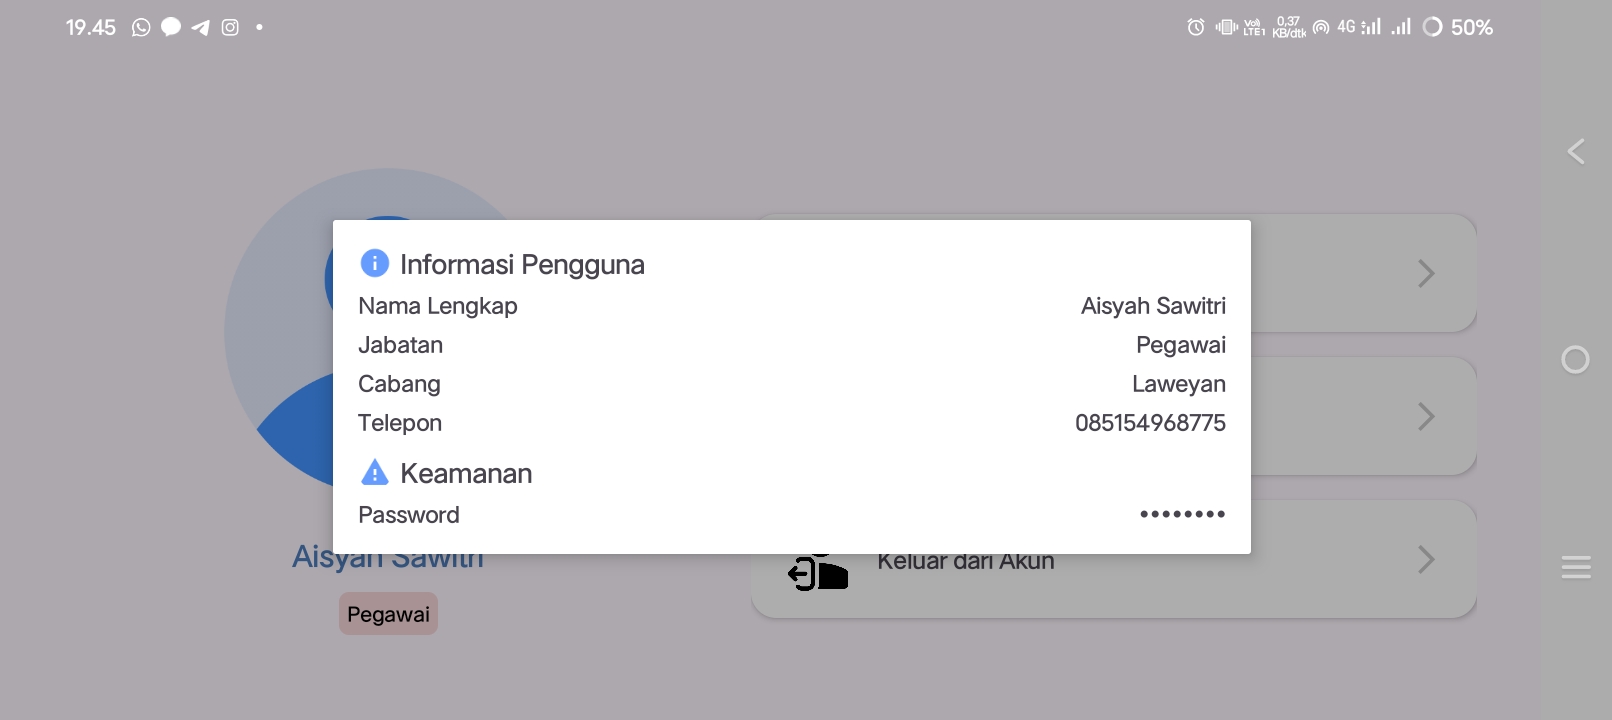 19.45
Vo)) LTE1
0,37 KB/dtk
4G
50%
Informasi Pengguna
Nama Lengkap Aisyah Sawitri
Jabatan Pegawai
Cabang Laweyan
Telepon 085154968775
Keamanan
Password ••••••••
Aisyah Sawitri
Pegawai
Keluar dari Akun